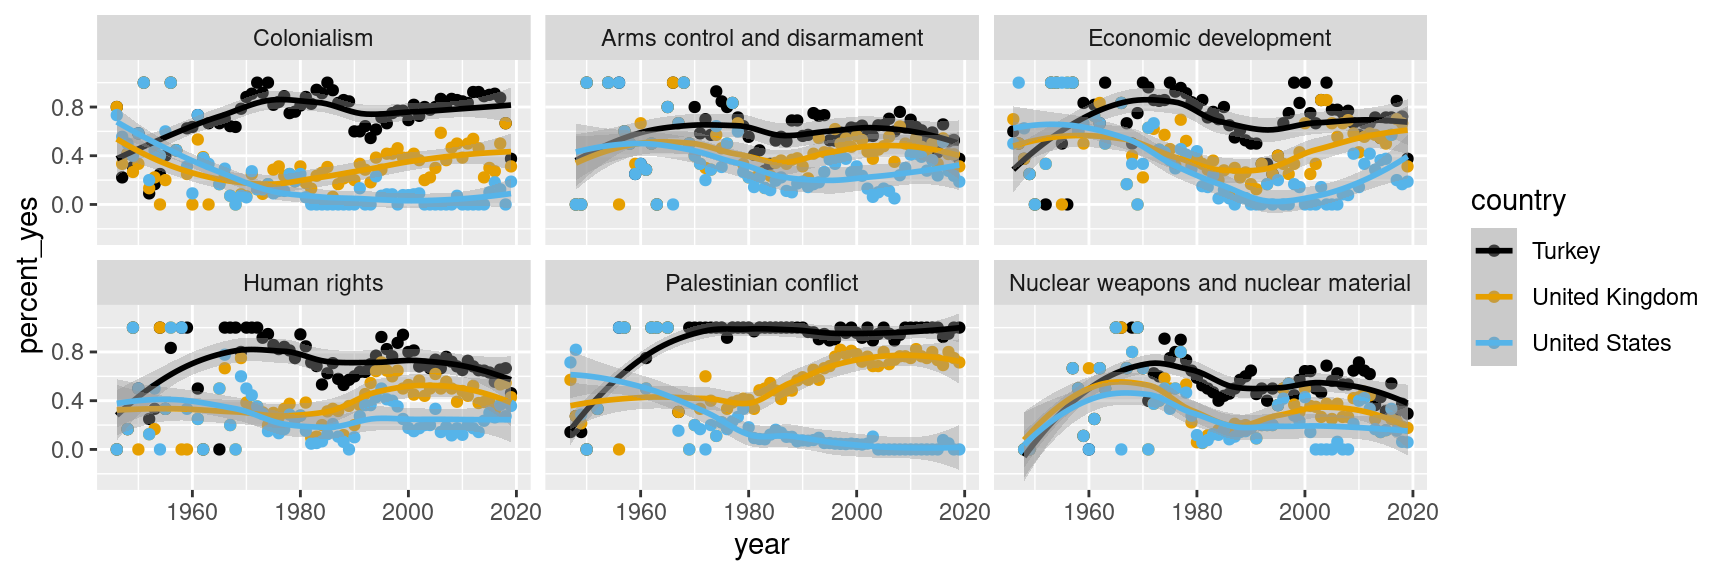 Colonialism
Arms control and disarmament
Economic development
0.8
0.4
0.0
Human rights
Palestinian conflict
Nuclear weapons and nuclear material
0.8
0.4
0.0
1960
1980
2000
2020
1960
1980
2000
2020
1960
1980
2000
2020
year
percent_yes
country
Turkey
United Kingdom
United States